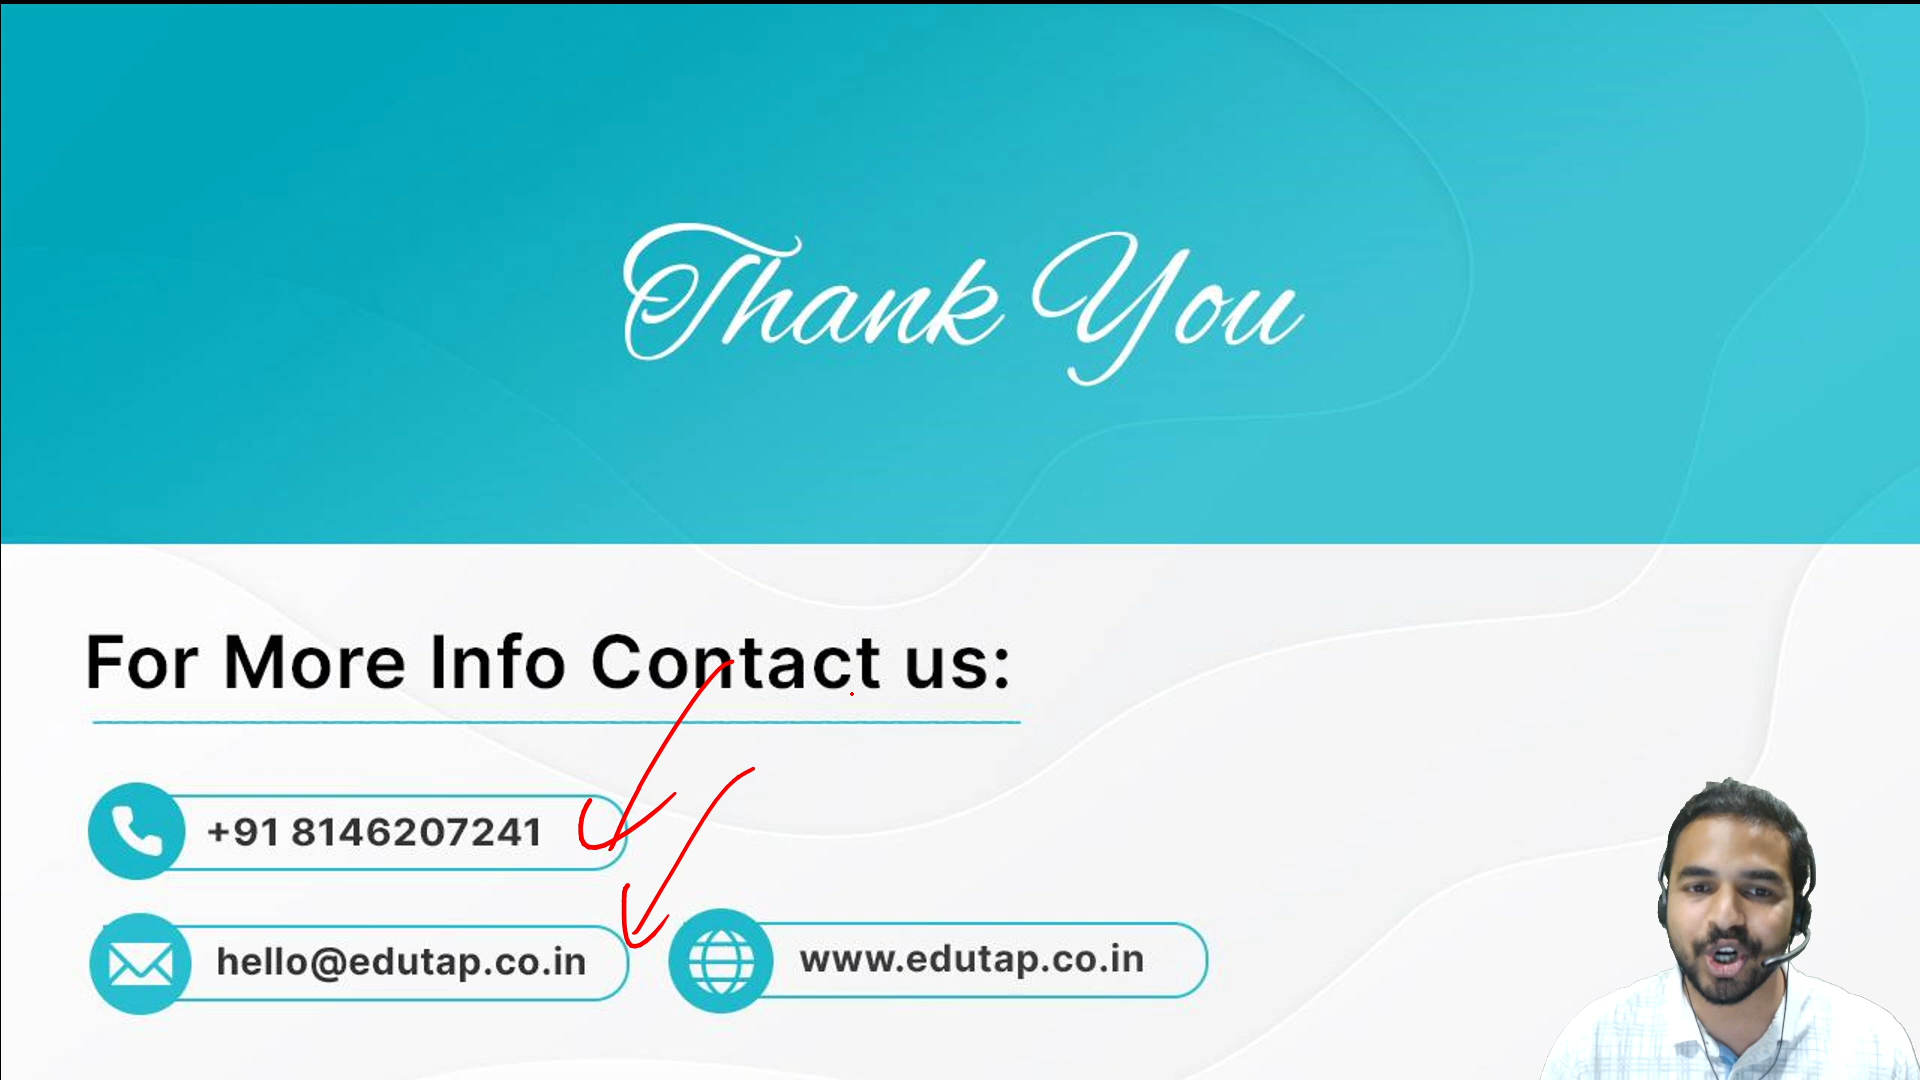 Thank You
For More Info Contact us:
+91 8146207241
hello@edutap.co.in
www.edutap.co.in